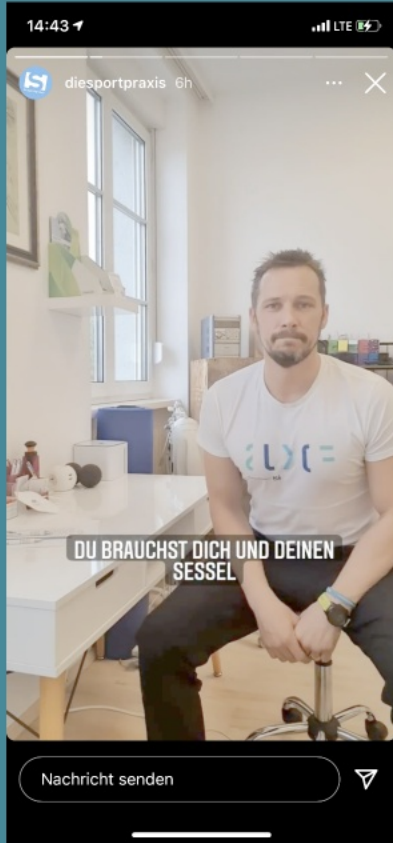 14:43
LTE
diesportpraxis 6h
DU BRAUCHST DICH UND DEINEN
SESSEL
Nachricht senden